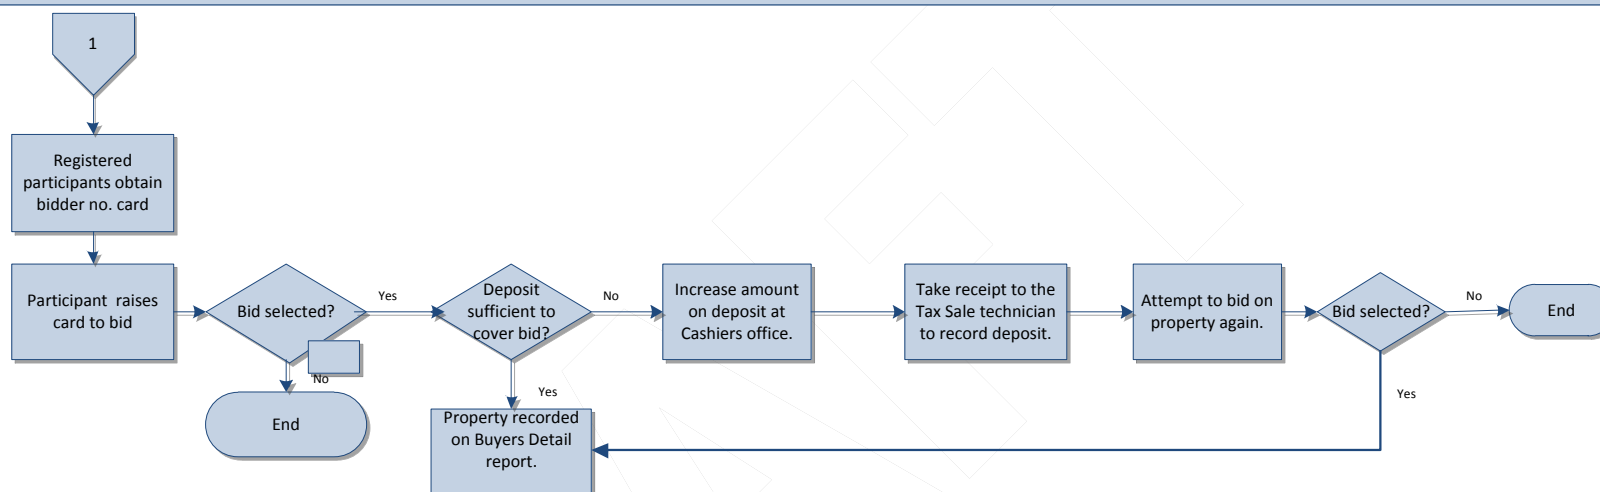 1
Registered
participants obtain
bidder no. card
Participant raises
card to bid
Bid selected?
Yes
No
End
Deposit
sufficient to
cover bid?
No
Yes
Increase amount
on deposit at
Cashiers office.
Take receipt to the
Tax Sale technician
to record deposit.
Attempt to bid on
property again.
Bid selected?
No
End
Yes
Property recorded
on Buyers Detail
report.